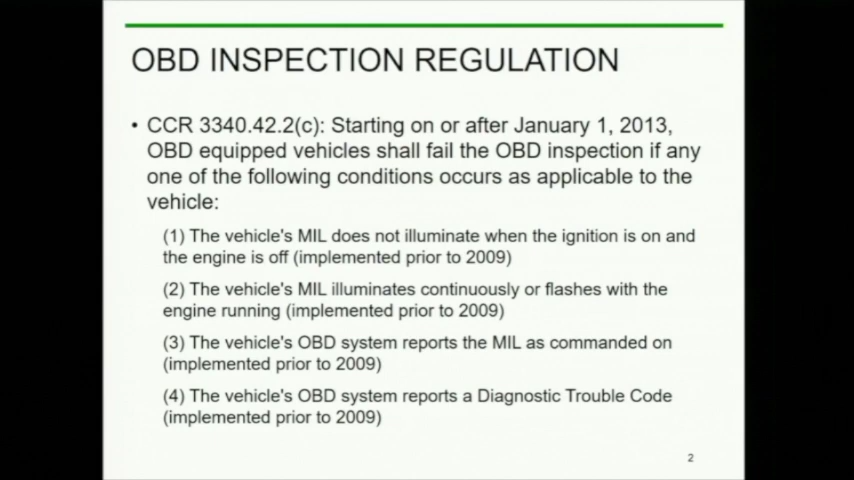 OBD INSPECTION REGULATION
• CCR 3340.42.2(c): Starting on or after January 1, 2013,
OBD equipped vehicles shall fail the OBD inspection if any
one of the following conditions occurs as applicable to the
vehicle:
(1) The vehicle's MIL does not illuminate when the ignition is on and
the engine is off (implemented prior to 2009)
(2) The vehicle's MIL illuminates continuously or flashes with the
engine running (implemented prior to 2009)
(3) The vehicle's OBD system reports the MIL as commanded on
(implemented prior to 2009)
(4) The vehicle's OBD system reports a Diagnostic Trouble Code
(implemented prior to 2009)
2